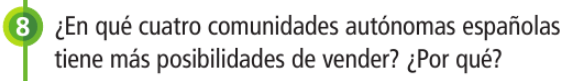 8 ¿En qué cuatro comunidades autónomas españolas
tiene más posibilidades de vender? ¿Por qué?